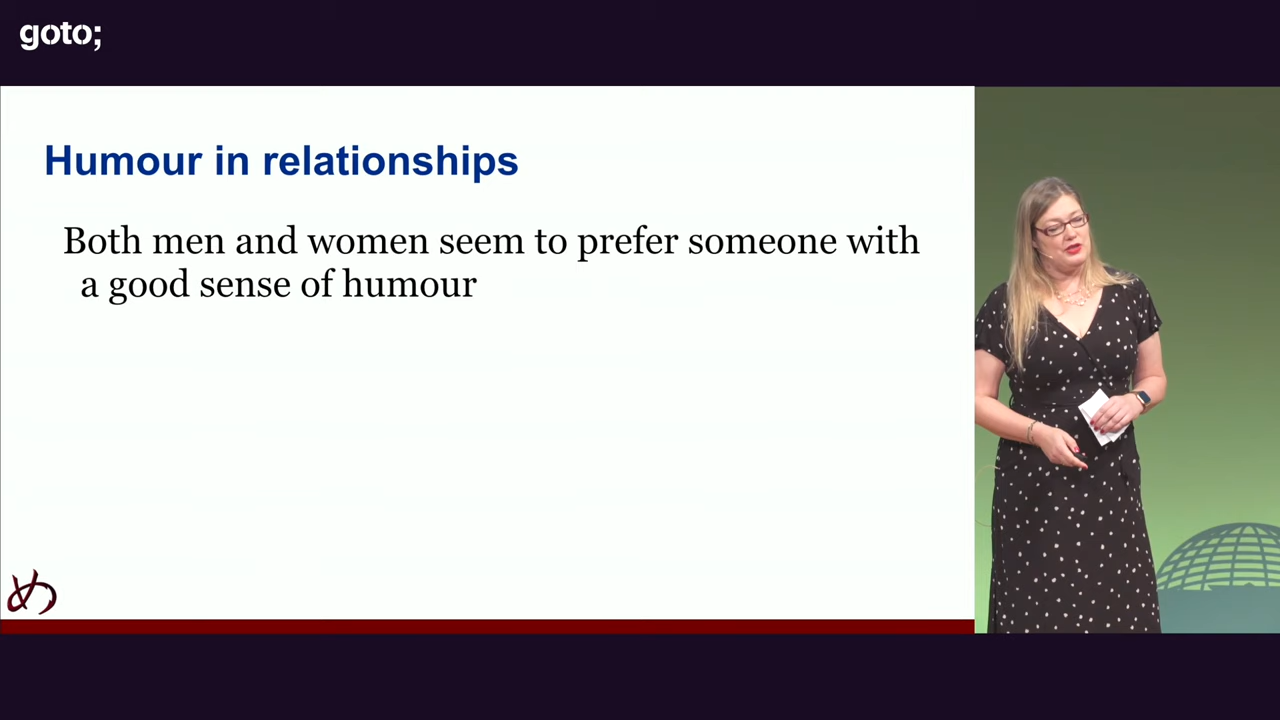 goto;
Humour in relationships
Both men and women seem to prefer someone with
a good sense of humour
め